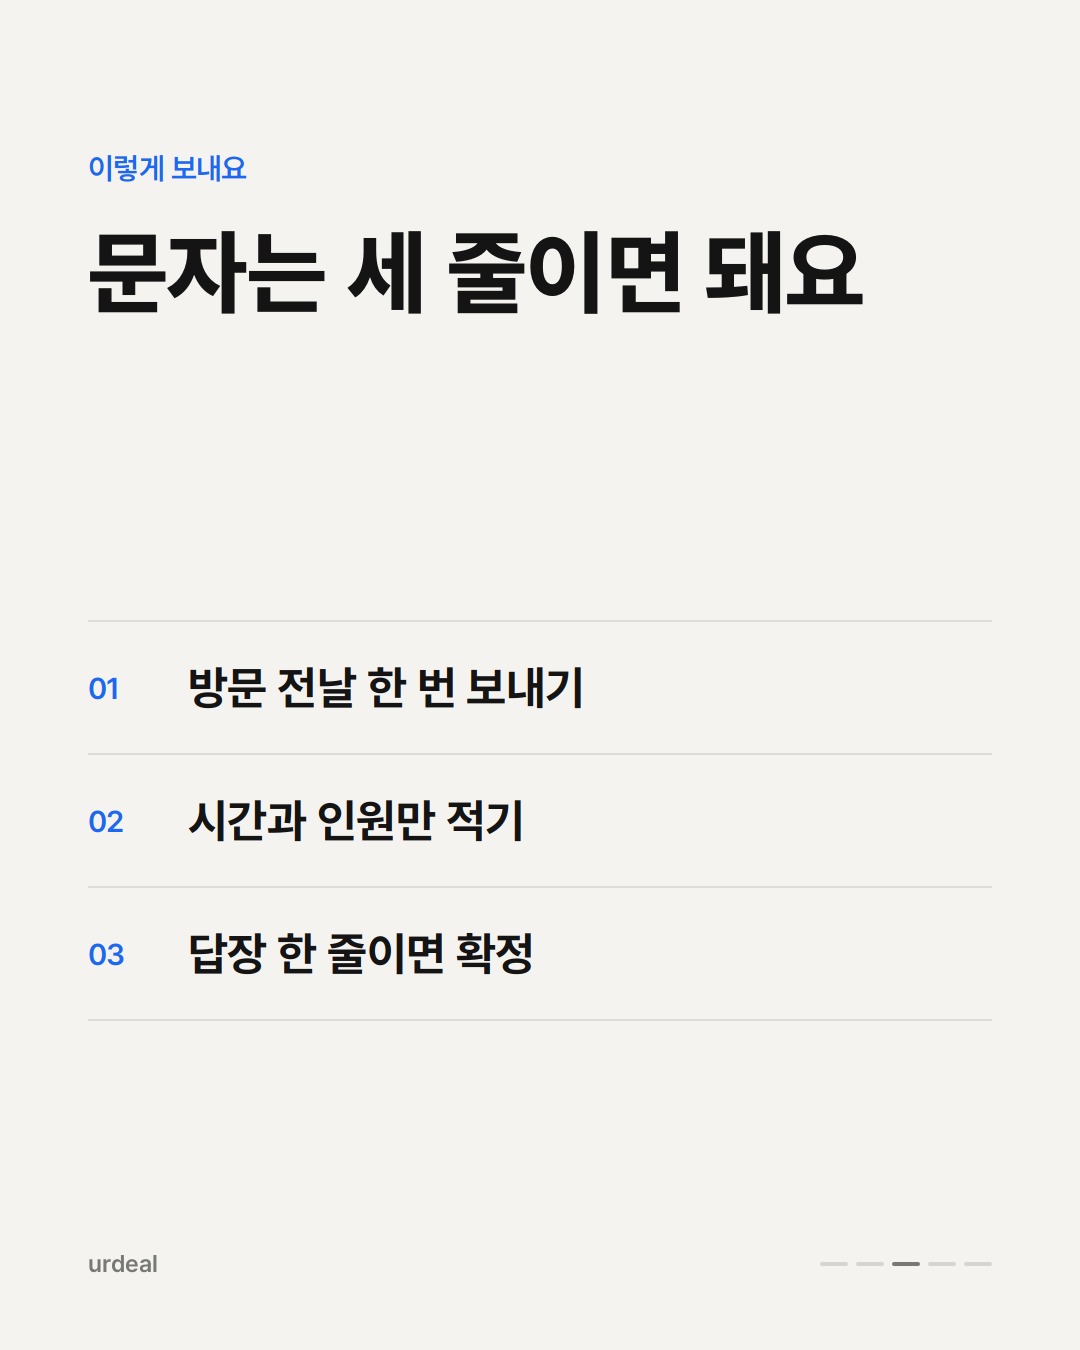 이렇게 보내요
문자는 세 줄이면 돼요
01 방문 전날 한 번 보내기
02 시간과 인원만 적기
03 답장 한 줄이면 확정
urdeal